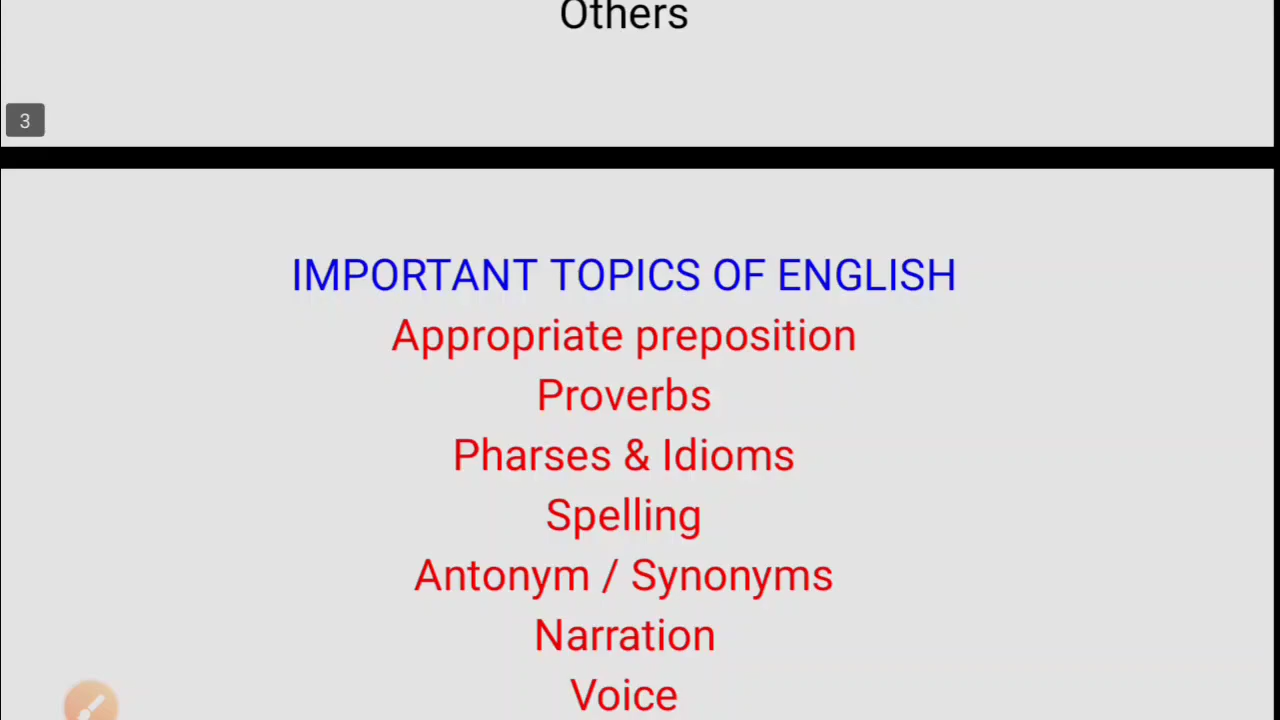 Others
3
IMPORTANT TOPICS OF ENGLISH
Appropriate preposition
Proverbs
Pharses & Idioms
Spelling
Antonym / Synonyms
Narration
Voice